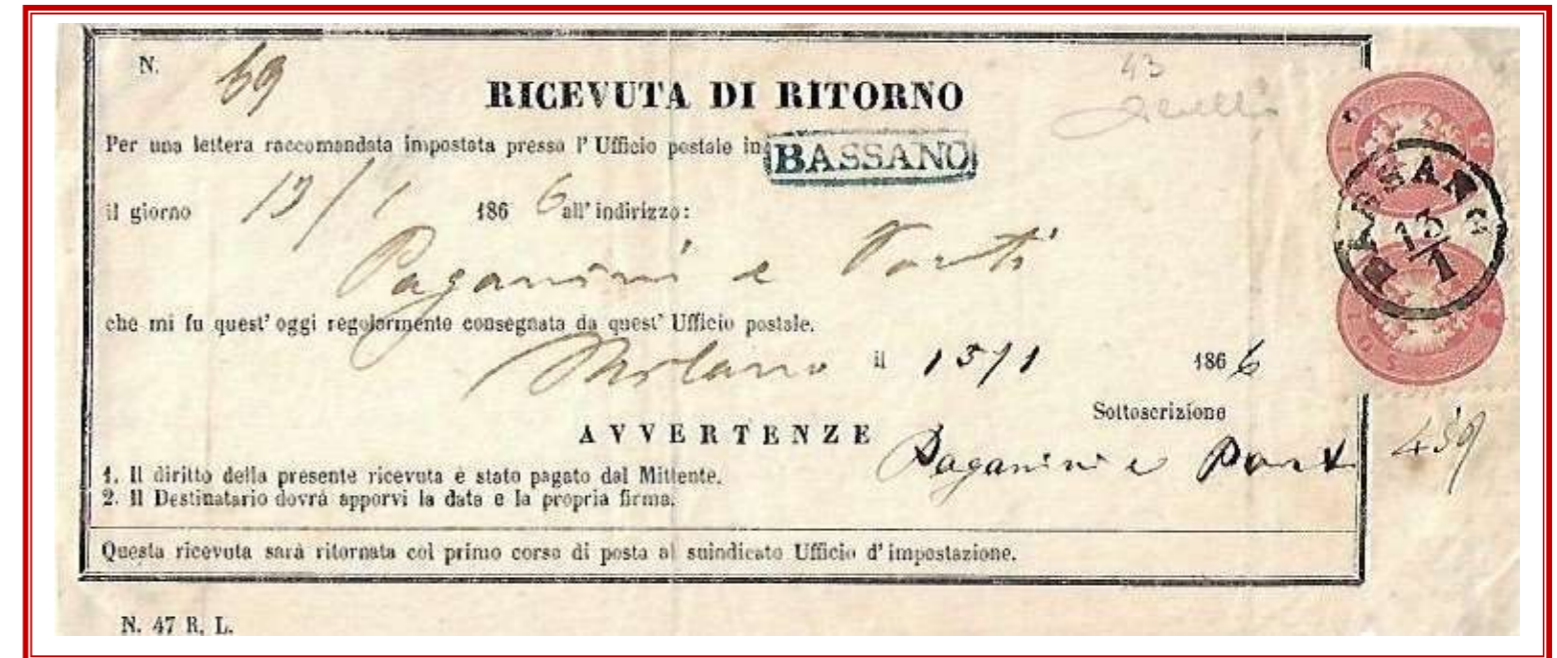 N. 69
43
RICEVUTA DI RITORNO
Per una lettera raccomandata impostata presso l' Ufficio postale in BASSANO
il giorno 13/1 1866 all' indirizzo:
Paganini e Ponti
che mi fu quest' oggi regolarmente consegnata da quest' Ufficio postale.
Milano il 15/1 1866
Sottoscrizione
AVVERTENZE
Paganini e Ponti
1. Il diritto della presente ricevuta è stato pagato dal Mittente.
2. Il Destinatario dovrà apporvi la data e la propria firma.
Questa ricevuta sarà ritornata col primo corso di posta al suindicato Ufficio d' impostazione.
N. 47 R. L.
BASSANO
13/1